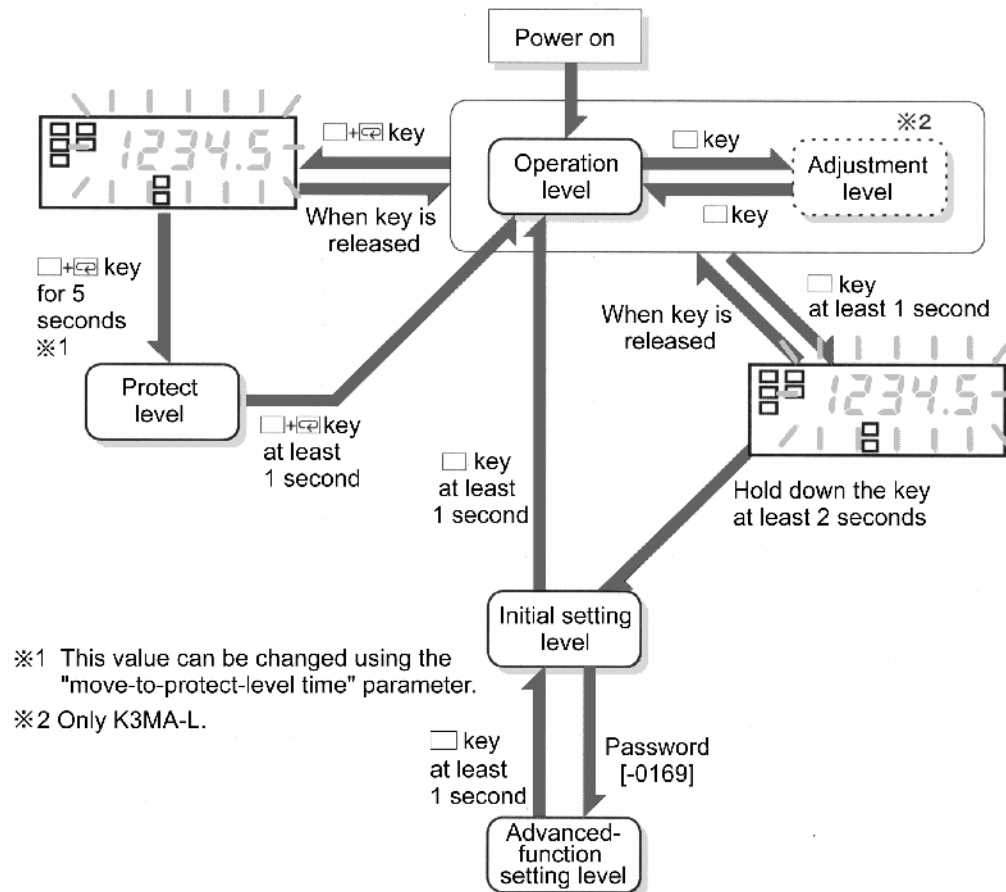 Power on
※2
1234.5
+ key
key
Operation
level
Adjustment
level
key
When key is
released
+ key
for 5
seconds
※1
key
at least 1 second
When key is
released
1234.5
Protect
level
+ key
at least
1 second
key
at least
1 second
Hold down the key
at least 2 seconds
Initial setting
level
※1 This value can be changed using the
"move-to-protect-level time" parameter.
※2 Only K3MA-L.
key
at least
1 second
Password
[-0169]
Advanced-
function
setting level